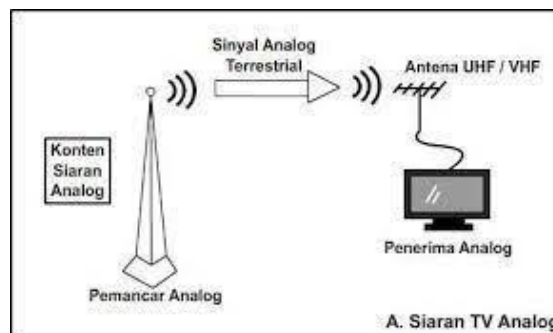 Sinyal Analog
Terrestrial
Antena UHF / VHF
Konten
Siaran
Analog
Pemancar Analog
Penerima Analog
A. Siaran TV Analog